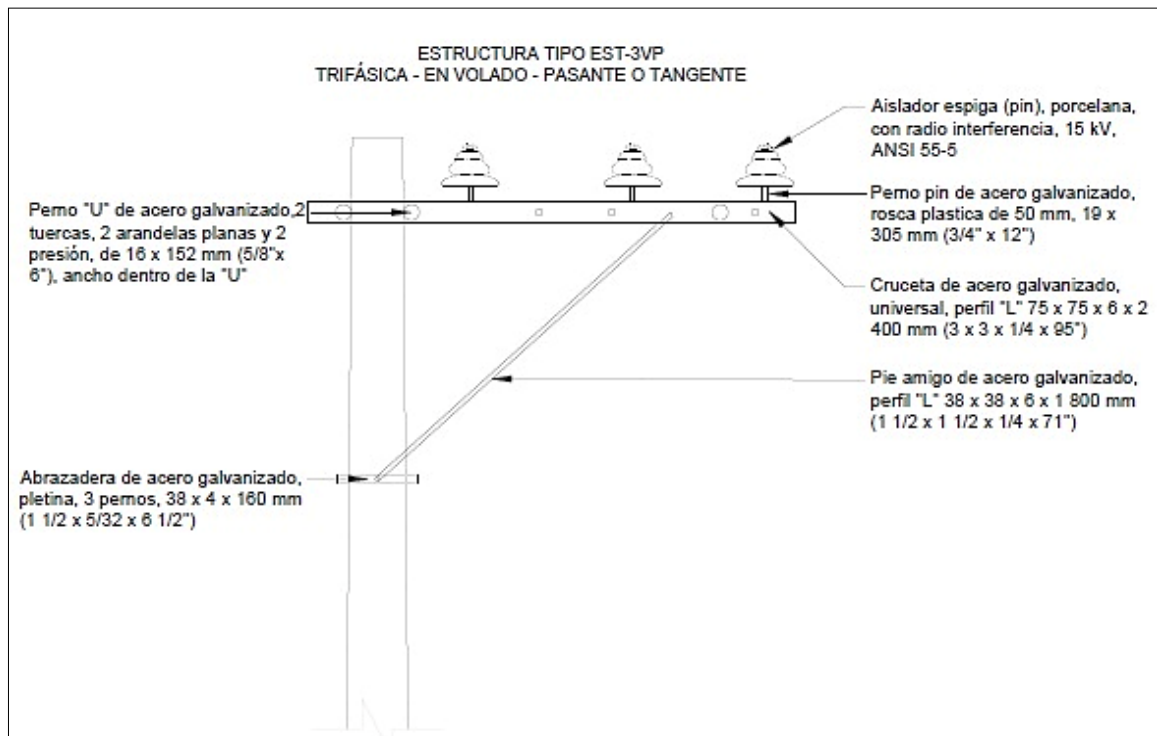 ESTRUCTURA TIPO EST-3VP
TRIFÁSICA - EN VOLADO - PASANTE O TANGENTE
Aislador espiga (pin), porcelana,
con radio interferencia, 15 kV,
ANSI 55-5
Perno pin de acero galvanizado,
rosca plastica de 50 mm, 19 x
305 mm (3/4" x 12")
Perno "U" de acero galvanizado,2
tuercas, 2 arandelas planas y 2
presión, de 16 x 152 mm (5/8"x
6"), ancho dentro de la "U"
Cruceta de acero galvanizado,
universal, perfil "L" 75 x 75 x 6 x 2
400 mm (3 x 3 x 1/4 x 95")
Pie amigo de acero galvanizado,
perfil "L" 38 x 38 x 6 x 1 800 mm
(1 1/2 x 1 1/2 x 1/4 x 71")
Abrazadera de acero galvanizado,
pletina, 3 pernos, 38 x 4 x 160 mm
(1 1/2 x 5/32 x 6 1/2")